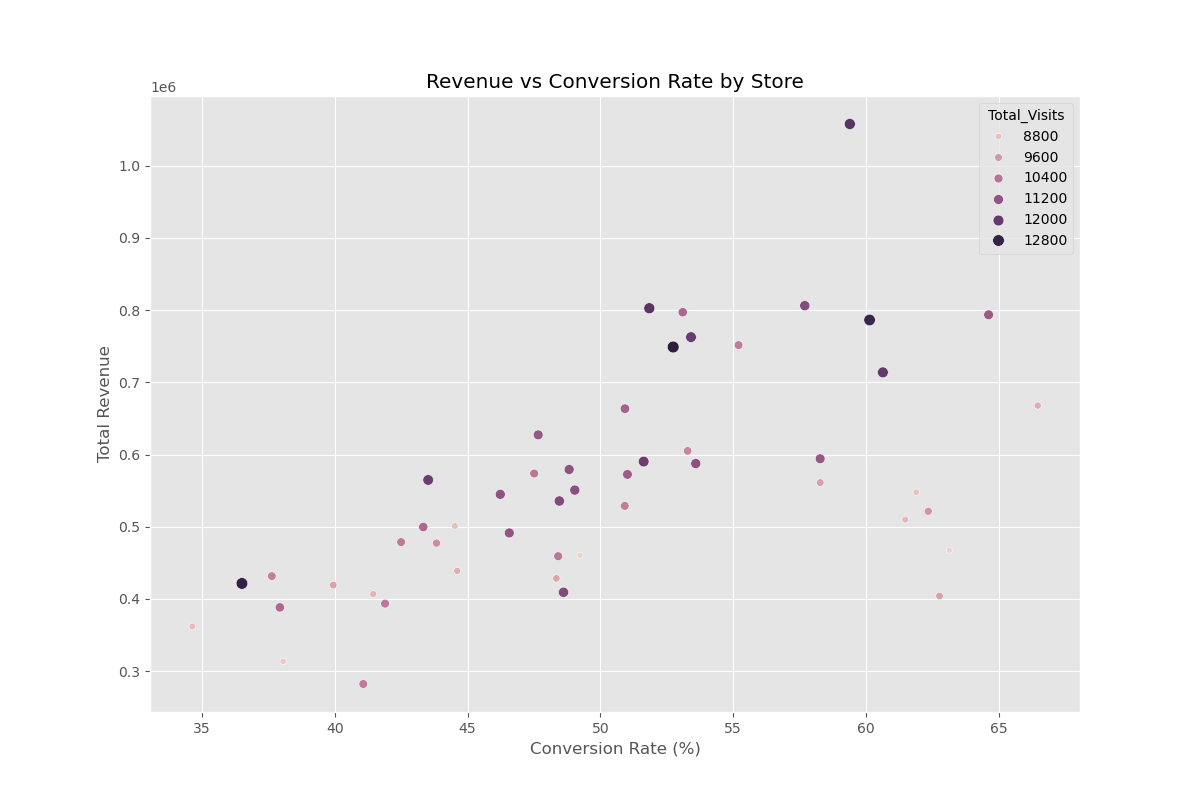 Revenue vs Conversion Rate by Store
1e6
Total_Visits
8800
9600
10400
11200
12000
12800
1.0
0.9
0.8
0.7
0.6
0.5
0.4
0.3
Total Revenue
35 40 45 50 55 60 65
Conversion Rate (%)